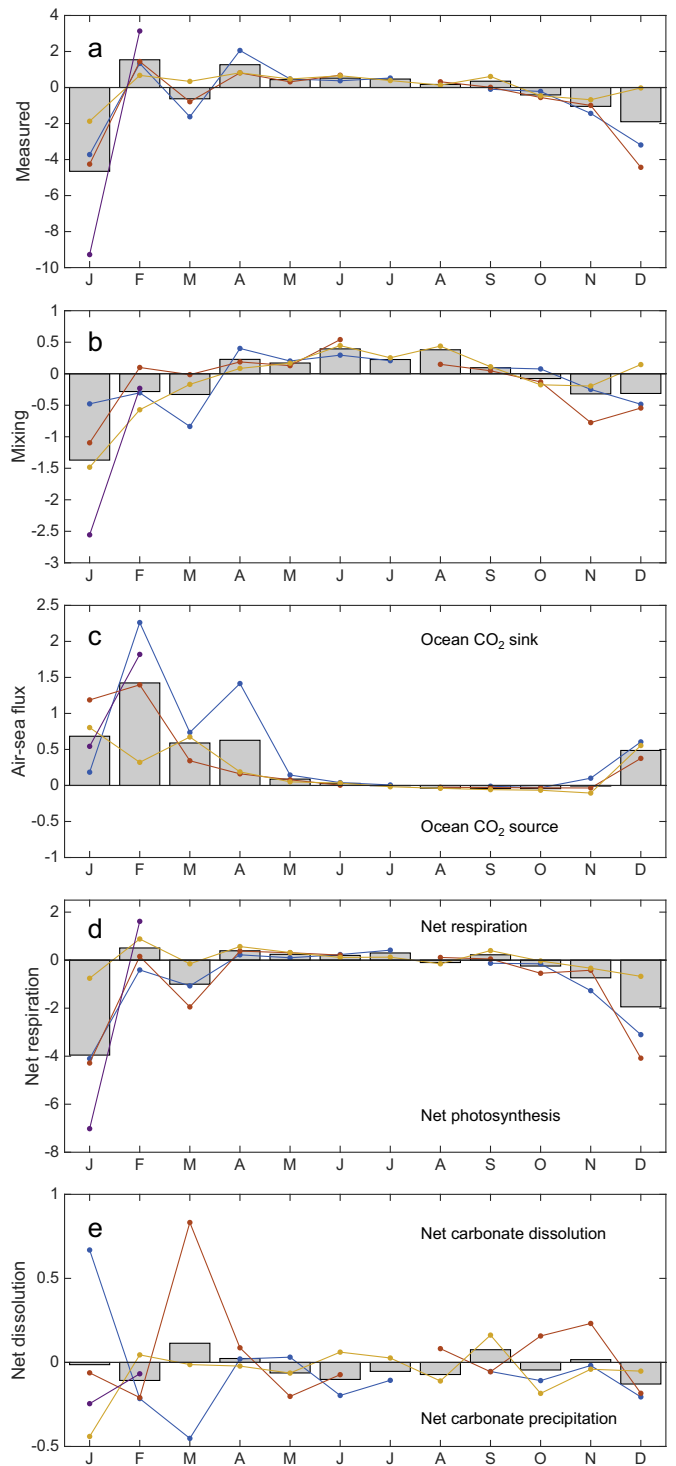 4
a
2
0
-2
-4
-6
-8
-10
Measured
J F M A M J J A S O N D
1
b
0.5
0
-0.5
-1
-1.5
-2
-2.5
-3
Mixing
J F M A M J J A S O N D
2.5
c
Ocean CO₂ sink
2
1.5
1
0.5
0
-0.5
-1
Air-sea flux
Ocean CO₂ source
J F M A M J J A S O N D
2
d
Net respiration
0
-2
-4
-6
-8
Net respiration
Net photosynthesis
J F M A M J J A S O N D
1
e
Net carbonate dissolution
0.5
0
-0.5
Net dissolution
Net carbonate precipitation
J F M A M J J A S O N D